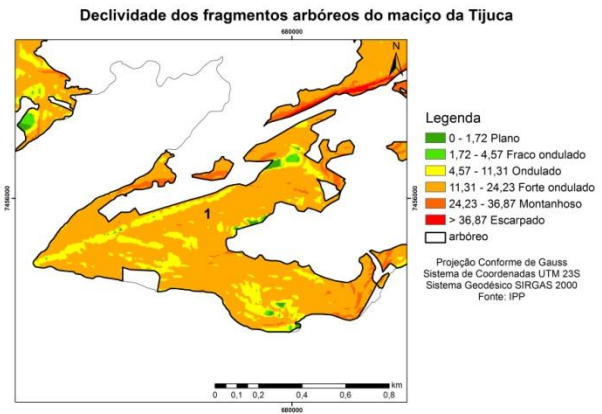 Declividade dos fragmentos arbóreos do maciço da Tijuca
680000
N
7456000
7456000
1
Legenda
0 - 1,72 Plano
1,72 - 4,57 Fraco ondulado
4,57 - 11,31 Ondulado
11,31 - 24,23 Forte ondulado
24,23 - 36,87 Montanhoso
> 36,87 Escarpado
arbóreo
Projeção Conforme de Gauss
Sistema de Coordenadas UTM 23S
Sistema Geodésico SIRGAS 2000
Fonte: IPP
km
0 0,1 0,2 0,4 0,6 0,8
680000